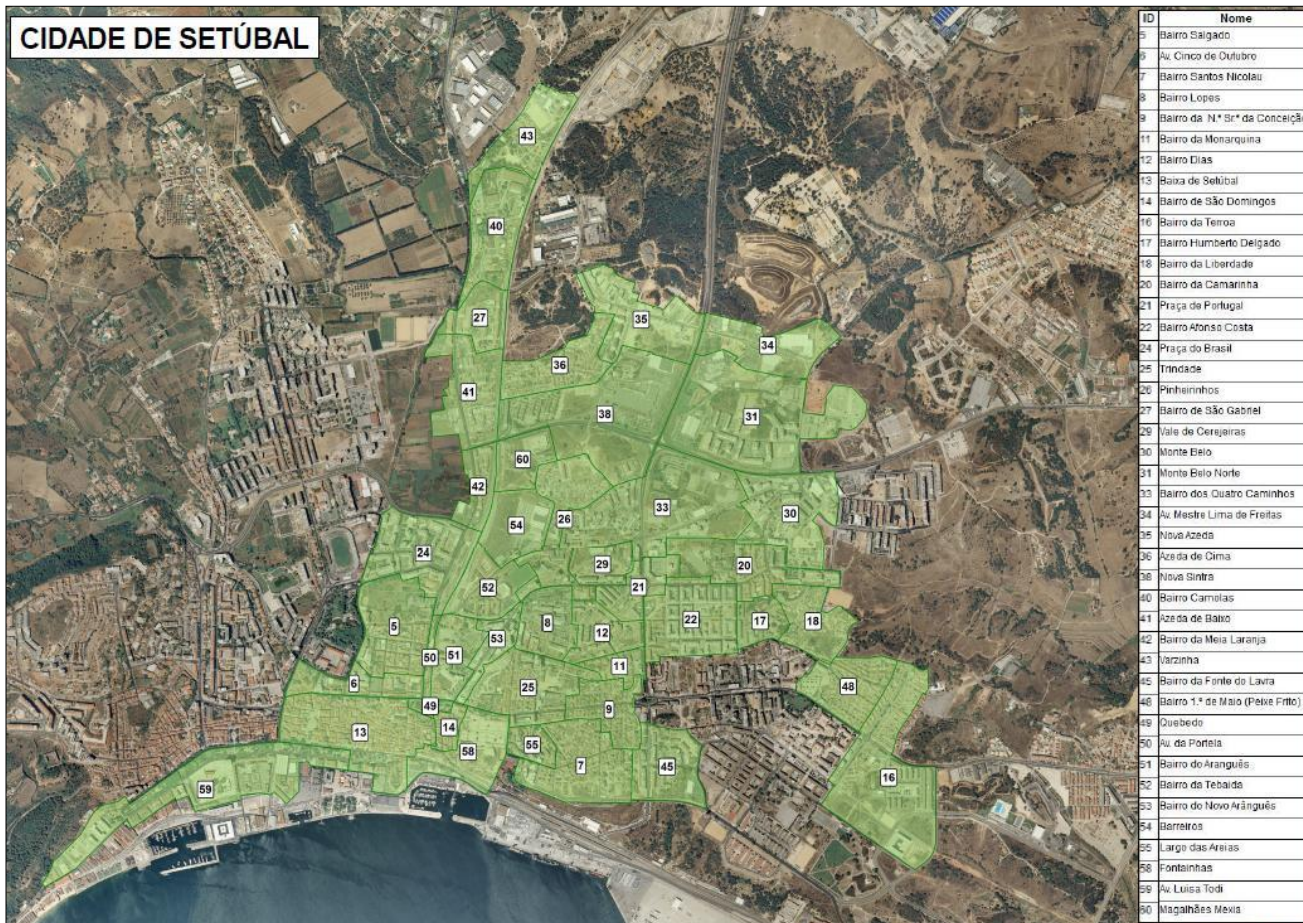 CIDADE DE SETÚBAL
ID Nome
5 Bairro Salgado
6 Av. Cinco de Outubro
7 Bairro Santos Nicolau
8 Bairro Lopes
9 Bairro da N.ª Sr.ª da Conceição
11 Bairro da Monarquina
12 Bairro Dias
13 Baixa de Setúbal
14 Bairro de São Domingos
16 Bairro da Terroa
17 Bairro Humberto Delgado
18 Bairro da Liberdade
20 Bairro da Camarinha
21 Praça de Portugal
22 Bairro Afonso Costa
24 Praça do Brasil
25 Trindade
26 Pinheirinhos
27 Bairro de São Gabriel
29 Vale de Cerejeiras
30 Monte Belo
31 Monte Belo Norte
33 Bairro dos Quatro Caminhos
34 Av. Mestre Lima de Freitas
35 Nova Azeda
36 Azeda de Cima
38 Nova Sintra
40 Bairro Camolas
41 Azeda de Baixo
42 Bairro da Meia Laranja
43 Varzinha
45 Bairro da Fonte do Lavra
48 Bairro 1.º de Maio (Peixe Frito)
49 Quebedo
50 Av. da Portela
51 Bairro do Aranguês
52 Bairro da Tebaida
53 Bairro do Novo Arânguês
54 Barreiros
55 Largo das Areias
58 Fontainhas
59 Av. Luisa Todi
60 Magalhães Mexia
43
40
35
27
34
36
41
31
38
60
42
33
30
54
26
24
29
20
52
21
22
17
18
8
5
12
53
51
50
11
48
6
25
9
49
14
13
55
58
7
45
16
59